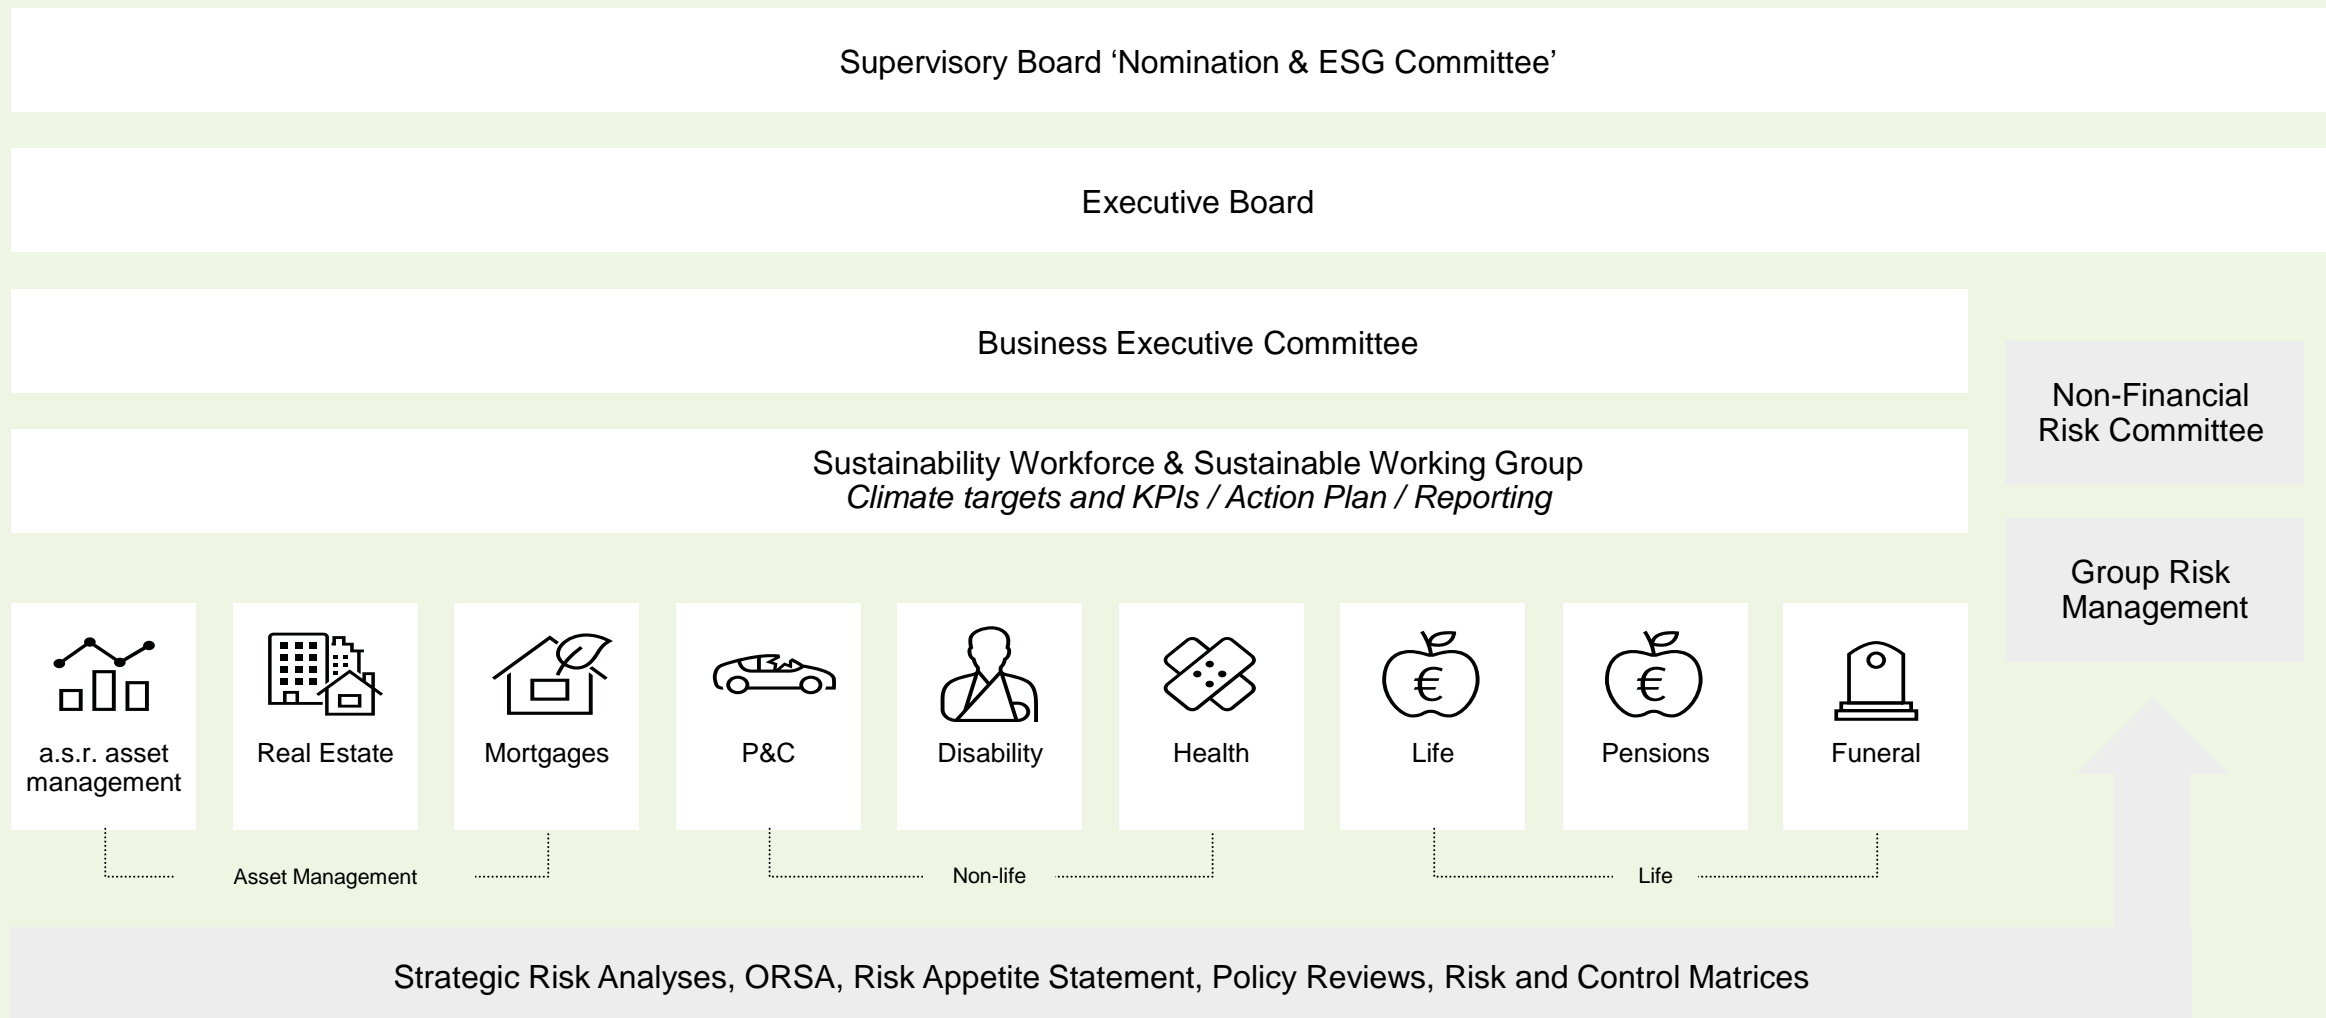 Supervisory Board ‘Nomination & ESG Committee’
Executive Board
Business Executive Committee
Sustainability Workforce & Sustainable Working Group
Climate targets and KPIs / Action Plan / Reporting
Non-Financial
Risk Committee
Group Risk
Management
a.s.r. asset
management
Real Estate
Mortgages
P&C
Disability
Health
€
Life
€
Pensions
Funeral
Asset Management
Non-life
Life
Strategic Risk Analyses, ORSA, Risk Appetite Statement, Policy Reviews, Risk and Control Matrices